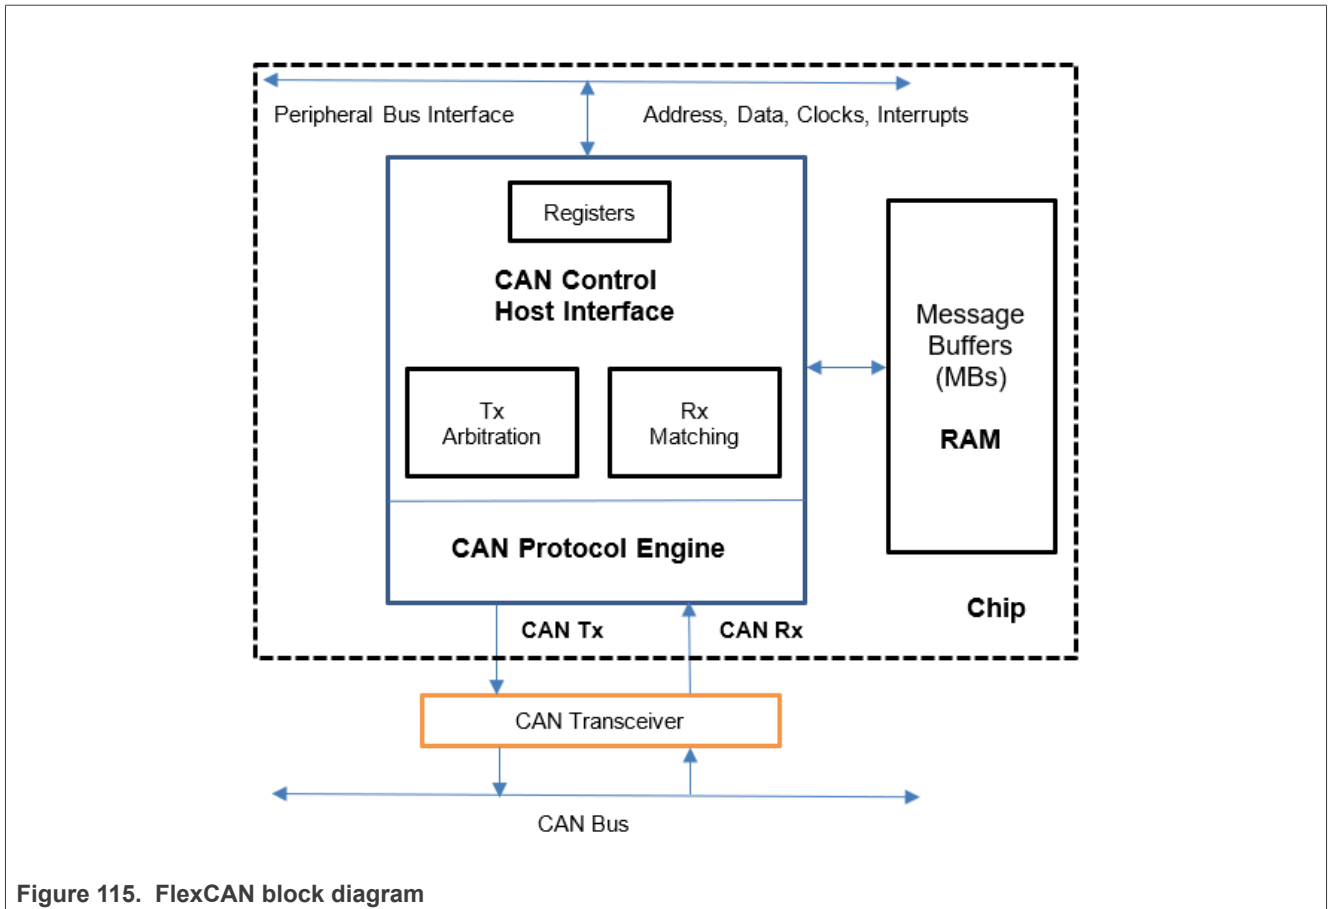 Peripheral Bus Interface
Address, Data, Clocks, Interrupts
Registers
CAN Control
Host Interface
Tx
Arbitration
Rx
Matching
Message
Buffers
(MBs)
RAM
CAN Protocol Engine
Chip
CAN Tx
CAN Rx
CAN Transceiver
CAN Bus
Figure 115. FlexCAN block diagram